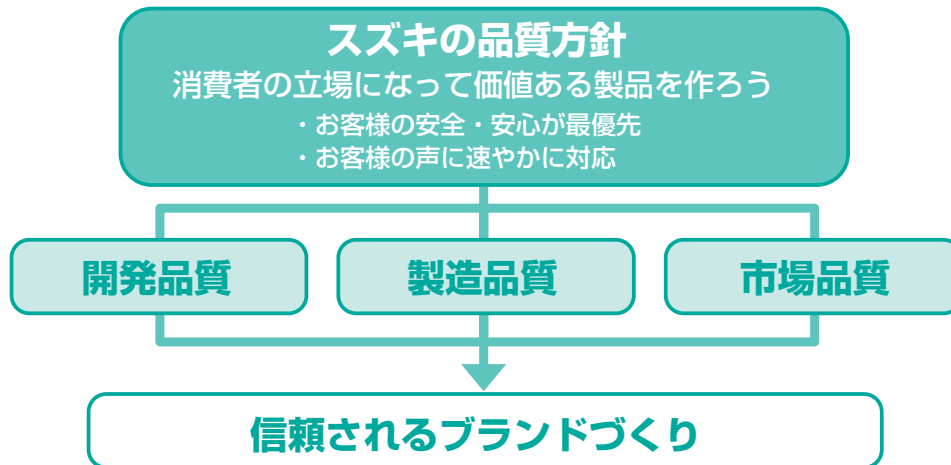 スズキの品質方針
消費者の立場になって価値ある製品を作ろう
・お客様の安全・安心が最優先
・お客様の声に速やかに対応
開発品質
製造品質
市場品質
信頼されるブランドづくり